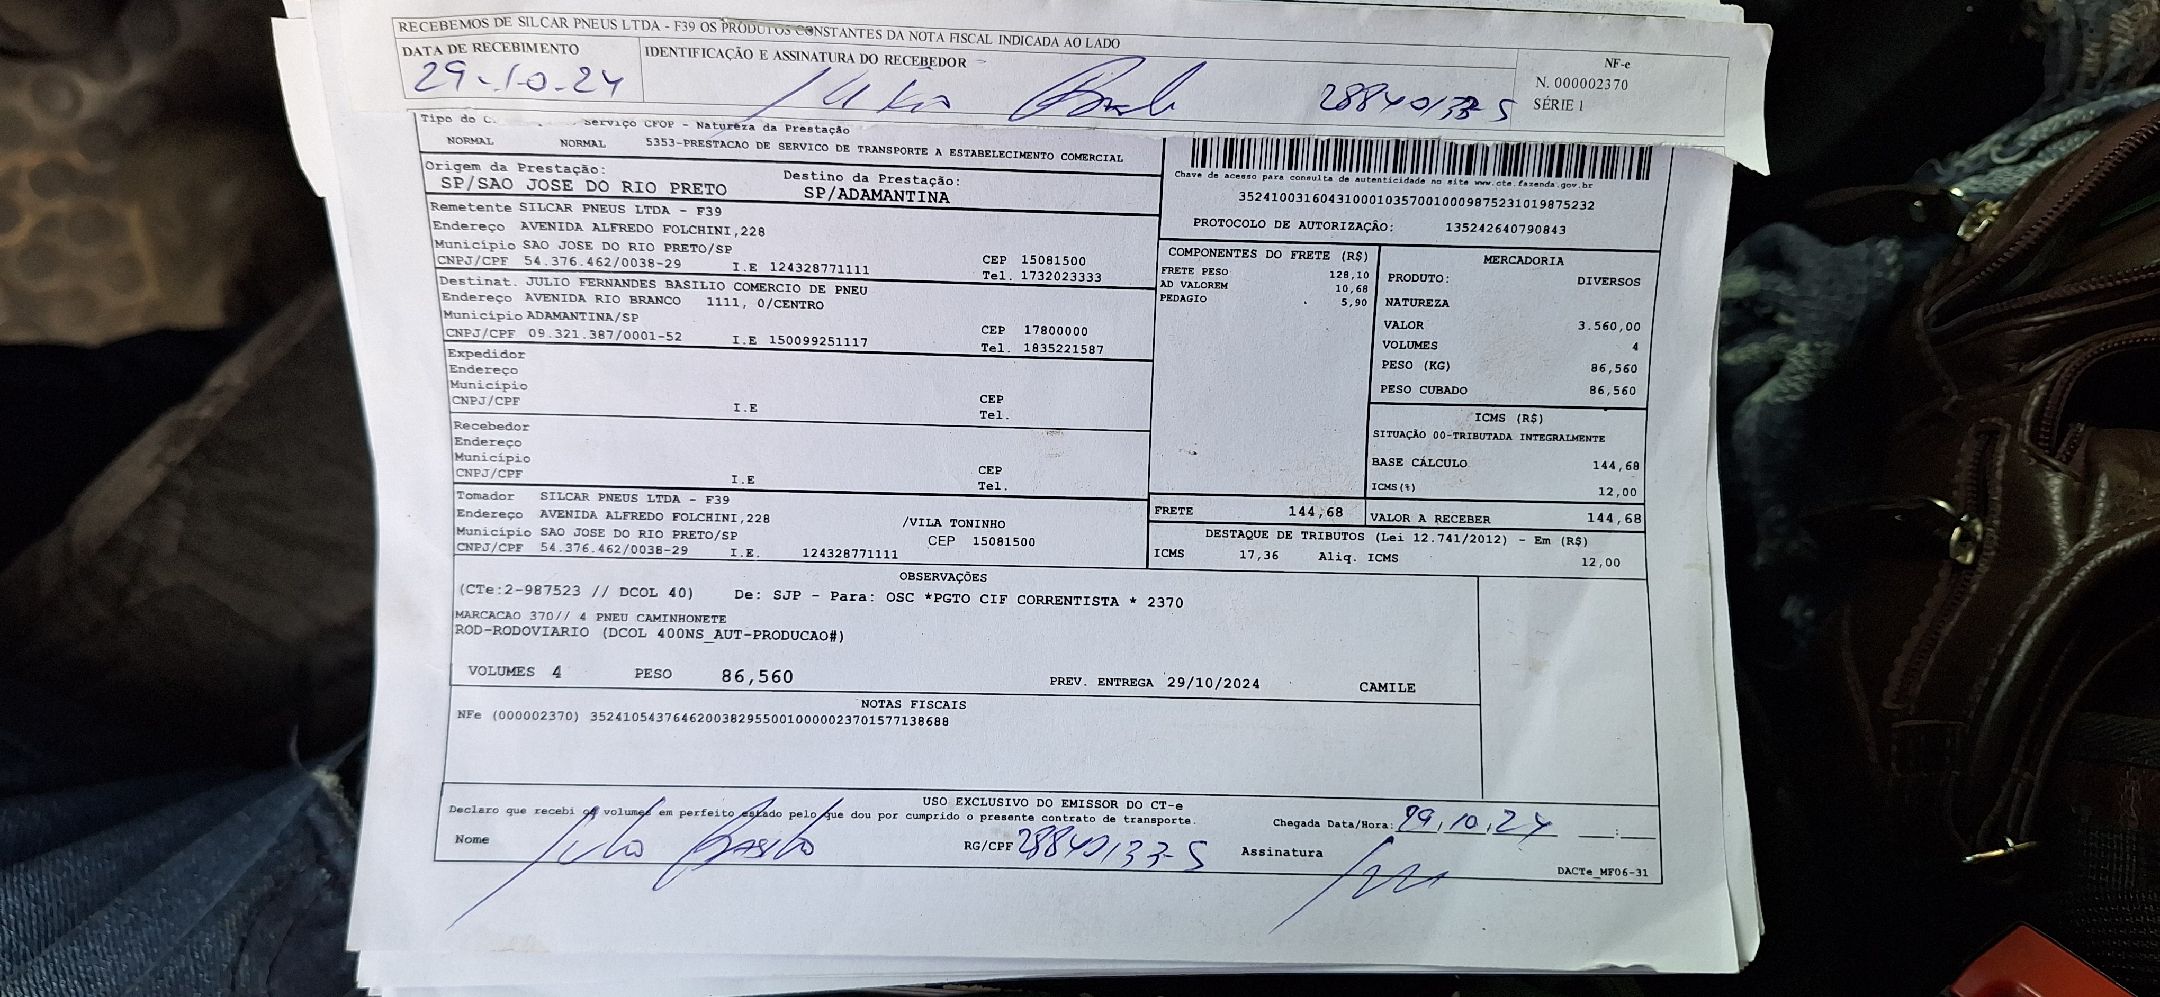 RECEBEMOS DE SILCAR PNEUS LTDA - F39 OS PRODUTOS CONSTANTES DA NOTA FISCAL INDICADA AO LADO
DATA DE RECEBIMENTO
29.10.24
IDENTIFICAÇÃO E ASSINATURA DO RECEBEDOR
28840133-5
NF-e
N. 000002370
SÉRIE 1
Tipo do Serviço CFOP - Natureza da Prestação
NORMAL NORMAL 5353-PRESTACAO DE SERVICO DE TRANSPORTE A ESTABELECIMENTO COMERCIAL
Origem da Prestação: Destino da Prestação:
SP/SAO JOSE DO RIO PRETO SP/ADAMANTINA
Chave de acesso para consulta de autenticidade no site www.cte.fazenda.gov.br
35241003160431000103570010009875231019875232
PROTOCOLO DE AUTORIZAÇÃO: 135242640790843
Remetente SILCAR PNEUS LTDA - F39
Endereço AVENIDA ALFREDO FOLCHINI,228
Município SAO JOSE DO RIO PRETO/SP CEP 15081500
CNPJ/CPF 54.376.462/0038-29 I.E 124328771111 Tel. 1732023333
Destinat. JULIO FERNANDES BASILIO COMERCIO DE PNEU
Endereço AVENIDA RIO BRANCO 1111, 0/CENTRO
Município ADAMANTINA/SP CEP 17800000
CNPJ/CPF 09.321.387/0001-52 I.E 150099251117 Tel. 1835221587
Expedidor
Endereço
Município
CNPJ/CPF I.E CEP
Tel.
Recebedor
Endereço
Município
CNPJ/CPF I.E CEP
Tel.
Tomador SILCAR PNEUS LTDA - F39
Endereço AVENIDA ALFREDO FOLCHINI,228 /VILA TONINHO
Município SAO JOSE DO RIO PRETO/SP CEP 15081500
CNPJ/CPF 54.376.462/0038-29 I.E. 124328771111
COMPONENTES DO FRETE (R$)
FRETE PESO 128,10
AD VALOREM 10,68
PEDAGIO 5,90
MERCADORIA
PRODUTO: DIVERSOS
NATUREZA
VALOR 3.560,00
VOLUMES 4
PESO (KG) 86,560
PESO CUBADO 86,560
ICMS (R$)
SITUAÇÃO 00-TRIBUTADA INTEGRALMENTE
BASE CÁLCULO 144,68
ICMS(%) 12,00
FRETE 144,68 VALOR A RECEBER 144,68
DESTAQUE DE TRIBUTOS (Lei 12.741/2012) - Em (R$)
ICMS 17,36 Aliq. ICMS 12,00
OBSERVAÇÕES
(CTe:2-987523 // DCOL 40) De: SJP - Para: OSC *PGTO CIF CORRENTISTA * 2370
MARCACAO 370// 4 PNEU CAMINHONETE
ROD-RODOVIARIO (DCOL 400NS_AUT-PRODUCAO#)
VOLUMES 4 PESO 86,560 PREV. ENTREGA 29/10/2024 CAMILE
NOTAS FISCAIS
NFe (000002370) 35241054376462003829550010000023701577138688
USO EXCLUSIVO DO EMISSOR DO CT-e
Declaro que recebi os volumes em perfeito estado pelo que dou por cumprido o presente contrato de transporte. Chegada Data/Hora: 29,10,24 __:__
Nome Julio Basilio RG/CPF 28840133-5 Assinatura
DACTe_MF06-31